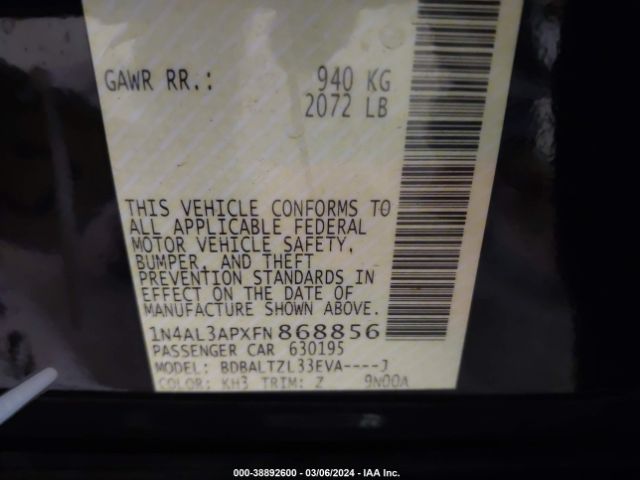 GAWR RR.: 940 KG
2072 LB
THIS VEHICLE CONFORMS TO
ALL APPLICABLE FEDERAL
MOTOR VEHICLE SAFETY,
BUMPER, AND THEFT
PREVENTION STANDARDS IN
EFFECT ON THE DATE OF
MANUFACTURE SHOWN ABOVE.
1N4AL3APXFN868856
PASSENGER CAR 630195
MODEL: BDBALTZL33EVA----J
COLOR: KH3 TRIM: Z 9N00A
000-38892600 - 03/06/2024 - IAA Inc.